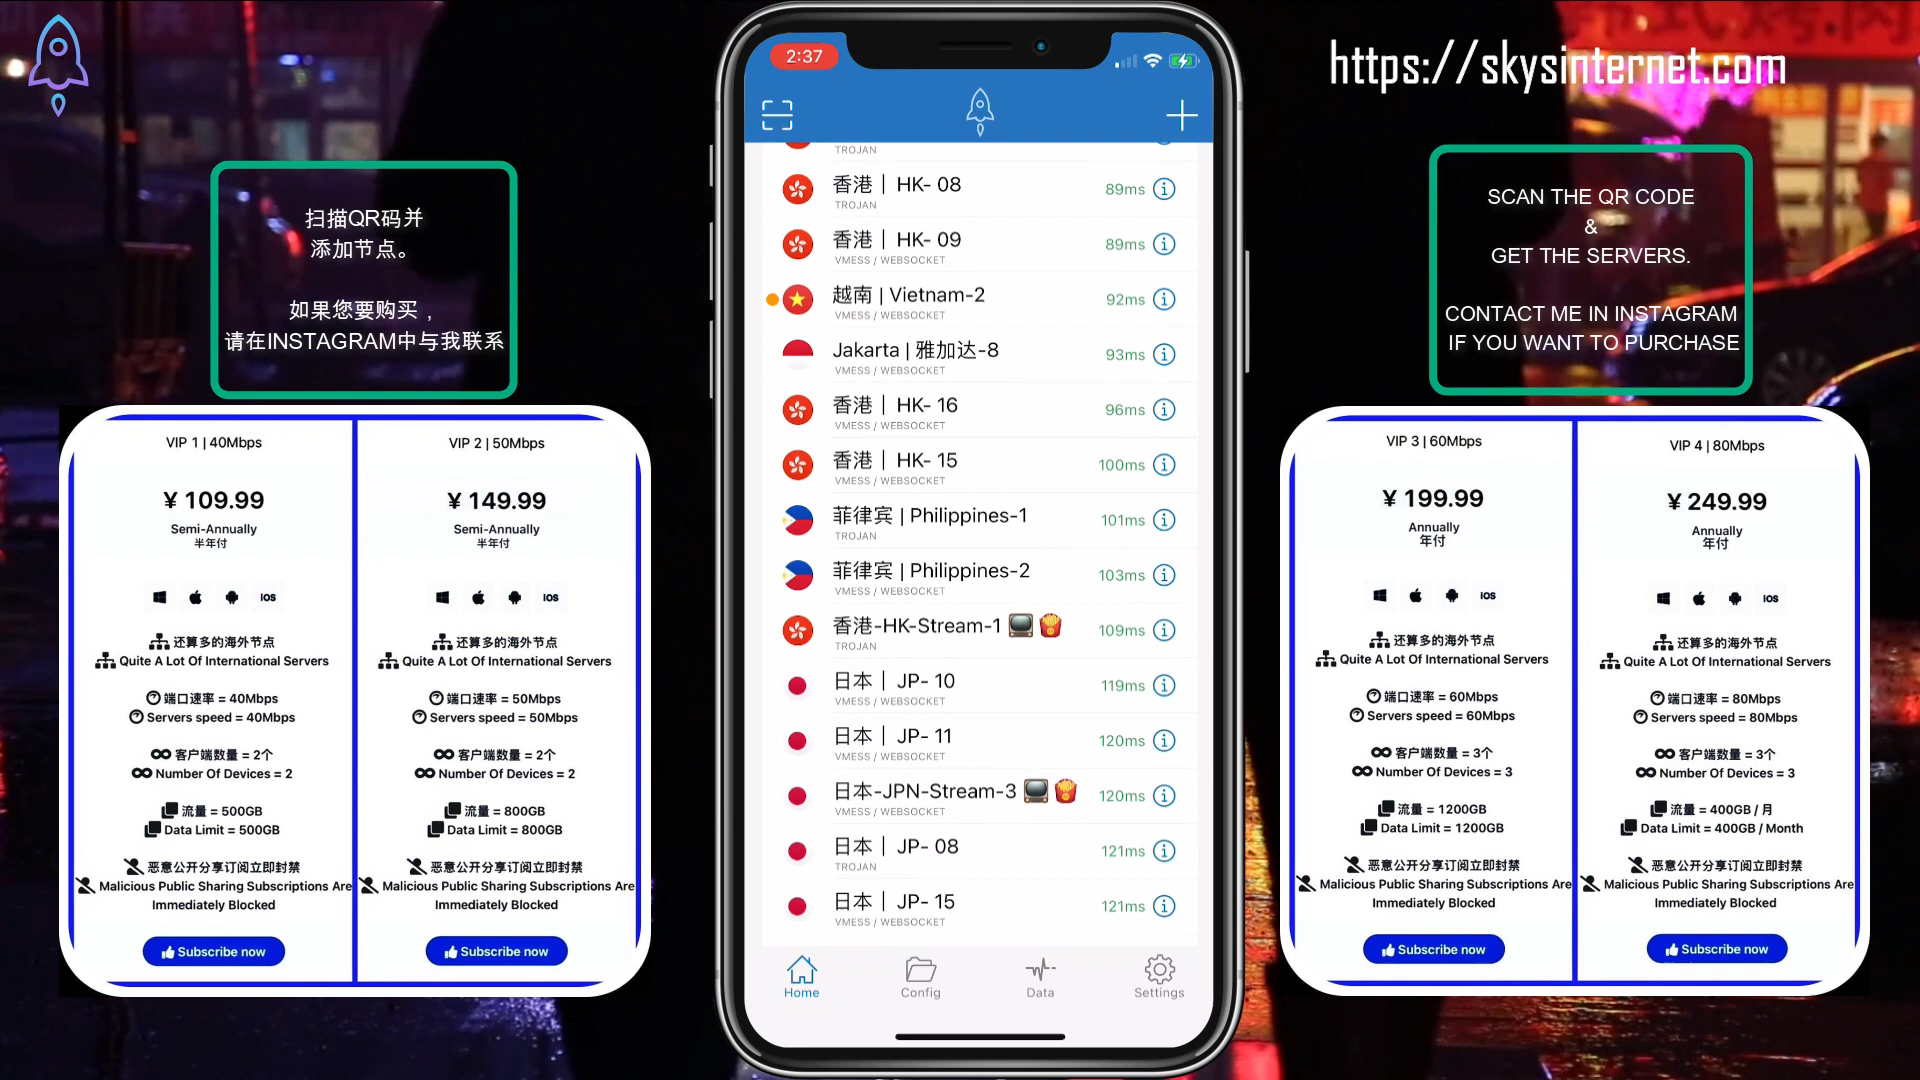 https://skysinternet.com
扫描QR码并
添加节点。
如果您要购买，
请在INSTAGRAM中与我联系
VIP 1 | 40Mbps
¥ 109.99
Semi-Annually
半年付
iOS
还算多的海外节点
Quite A Lot Of International Servers
端口速率 = 40Mbps
Servers speed = 40Mbps
客户端数量 = 2个
Number Of Devices = 2
流量 = 500GB
Data Limit = 500GB
恶意公开分享订阅立即封禁
Malicious Public Sharing Subscriptions Are
Immediately Blocked
Subscribe now
VIP 2 | 50Mbps
¥ 149.99
Semi-Annually
半年付
iOS
还算多的海外节点
Quite A Lot Of International Servers
端口速率 = 50Mbps
Servers speed = 50Mbps
客户端数量 = 2个
Number Of Devices = 2
流量 = 800GB
Data Limit = 800GB
恶意公开分享订阅立即封禁
Malicious Public Sharing Subscriptions Are
Immediately Blocked
Subscribe now
2:37
TROJAN
香港｜ HK- 08 89ms
TROJAN
香港｜ HK- 09 89ms
VMESS / WEBSOCKET
越南 | Vietnam-2 92ms
VMESS / WEBSOCKET
Jakarta | 雅加达-8 93ms
VMESS / WEBSOCKET
香港｜ HK- 16 96ms
VMESS / WEBSOCKET
香港｜ HK- 15 100ms
VMESS / WEBSOCKET
菲律宾 | Philippines-1 101ms
TROJAN
菲律宾 | Philippines-2 103ms
VMESS / WEBSOCKET
香港-HK-Stream-1 📺🍟 109ms
TROJAN
日本｜ JP- 10 119ms
VMESS / WEBSOCKET
日本｜ JP- 11 120ms
VMESS / WEBSOCKET
日本-JPN-Stream-3 📺🍟 120ms
VMESS / WEBSOCKET
日本｜ JP- 08 121ms
TROJAN
日本｜ JP- 15 121ms
VMESS / WEBSOCKET
Home Config Data Settings
SCAN THE QR CODE
&
GET THE SERVERS.
CONTACT ME IN INSTAGRAM
IF YOU WANT TO PURCHASE
VIP 3 | 60Mbps
¥ 199.99
Annually
年付
iOS
还算多的海外节点
Quite A Lot Of International Servers
端口速率 = 60Mbps
Servers speed = 60Mbps
客户端数量 = 3个
Number Of Devices = 3
流量 = 1200GB
Data Limit = 1200GB
恶意公开分享订阅立即封禁
Malicious Public Sharing Subscriptions Are
Immediately Blocked
Subscribe now
VIP 4 | 80Mbps
¥ 249.99
Annually
年付
iOS
还算多的海外节点
Quite A Lot Of International Servers
端口速率 = 80Mbps
Servers speed = 80Mbps
客户端数量 = 3个
Number Of Devices = 3
流量 = 400GB / 月
Data Limit = 400GB / Month
恶意公开分享订阅立即封禁
Malicious Public Sharing Subscriptions Are
Immediately Blocked
Subscribe now